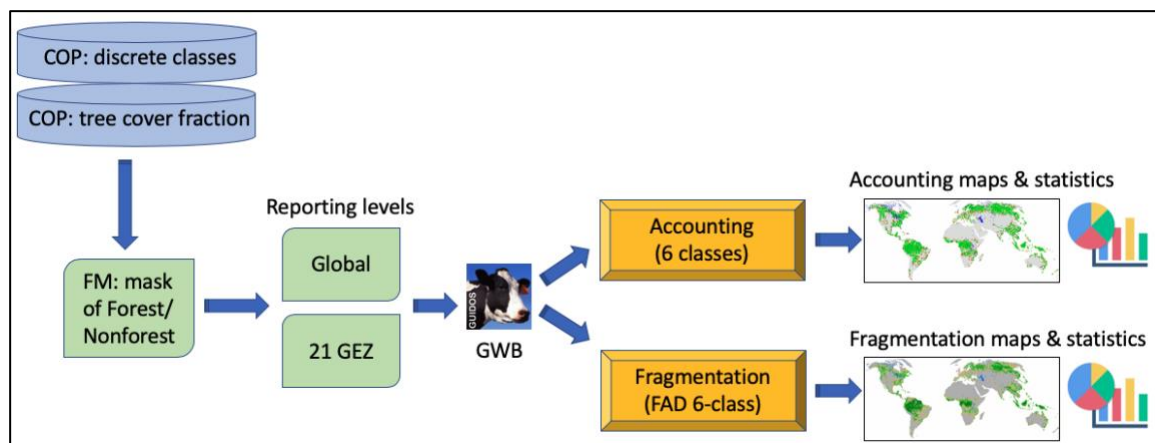 COP: discrete classes
COP: tree cover fraction
FM: mask
of Forest/
Nonforest
Reporting levels
Global
21 GEZ
GUIDOS
GWB
Accounting
(6 classes)
Fragmentation
(FAD 6-class)
Accounting maps & statistics
Fragmentation maps & statistics